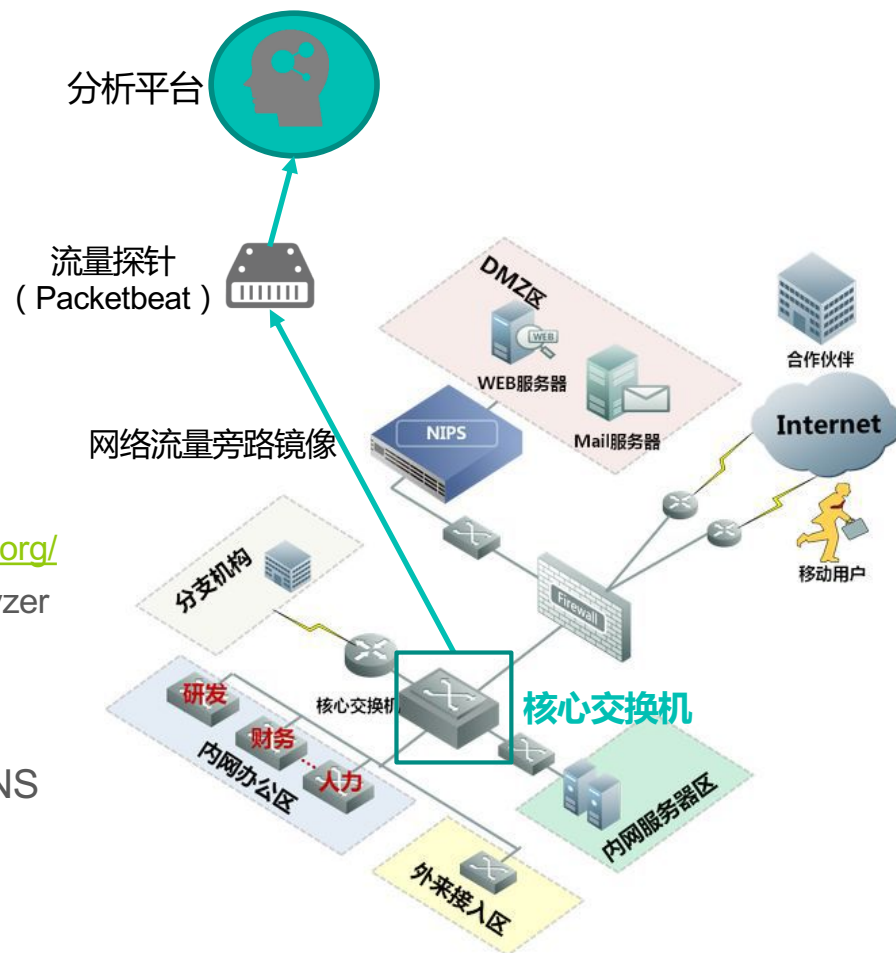 分析平台
流量探针
（Packetbeat）
DMZ区
WEB
WEB服务器
合作伙伴
NIPS
Mail服务器
Internet
网络流量旁路镜像
org/
移动用户
yzer
分支机构
Firewall
研发
核心交换机
核心交换机
财务
...
人力
内网办公区
NS
内网服务器区
外来接入区